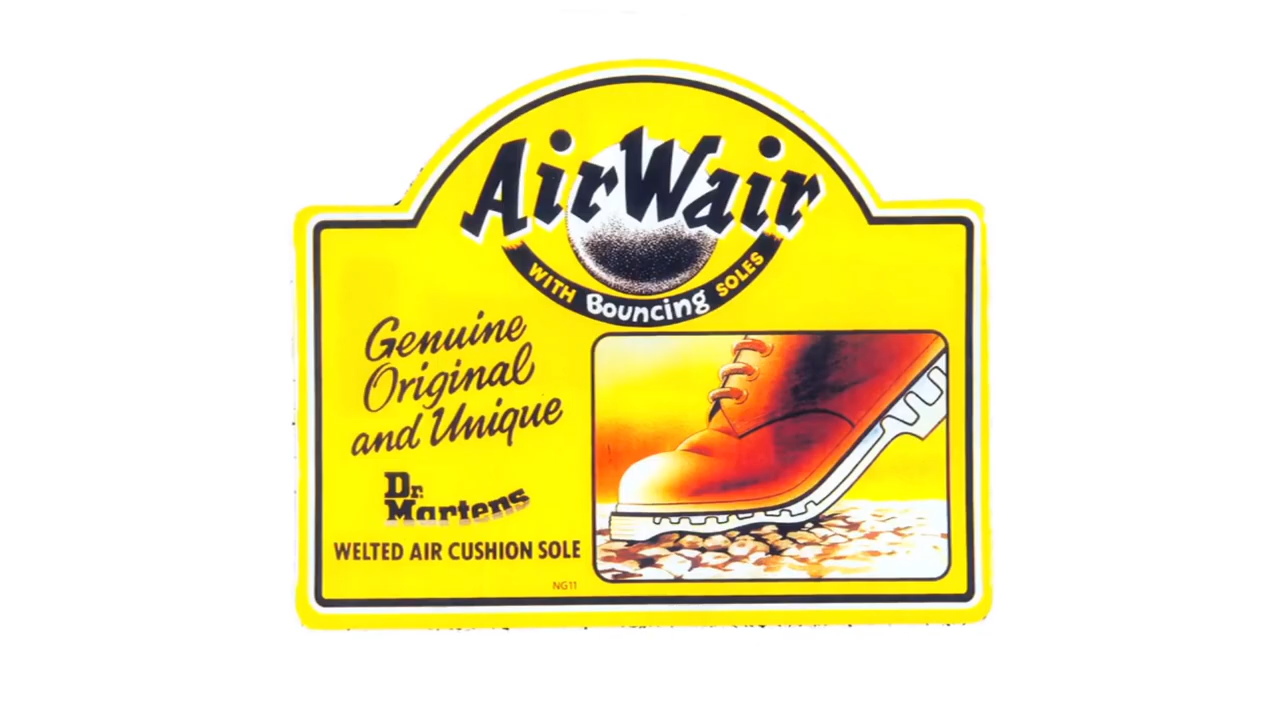 AirWair
WITH Bouncing SOLES
Genuine
Original
and Unique
Dr.
Martens
WELTED AIR CUSHION SOLE
NG11